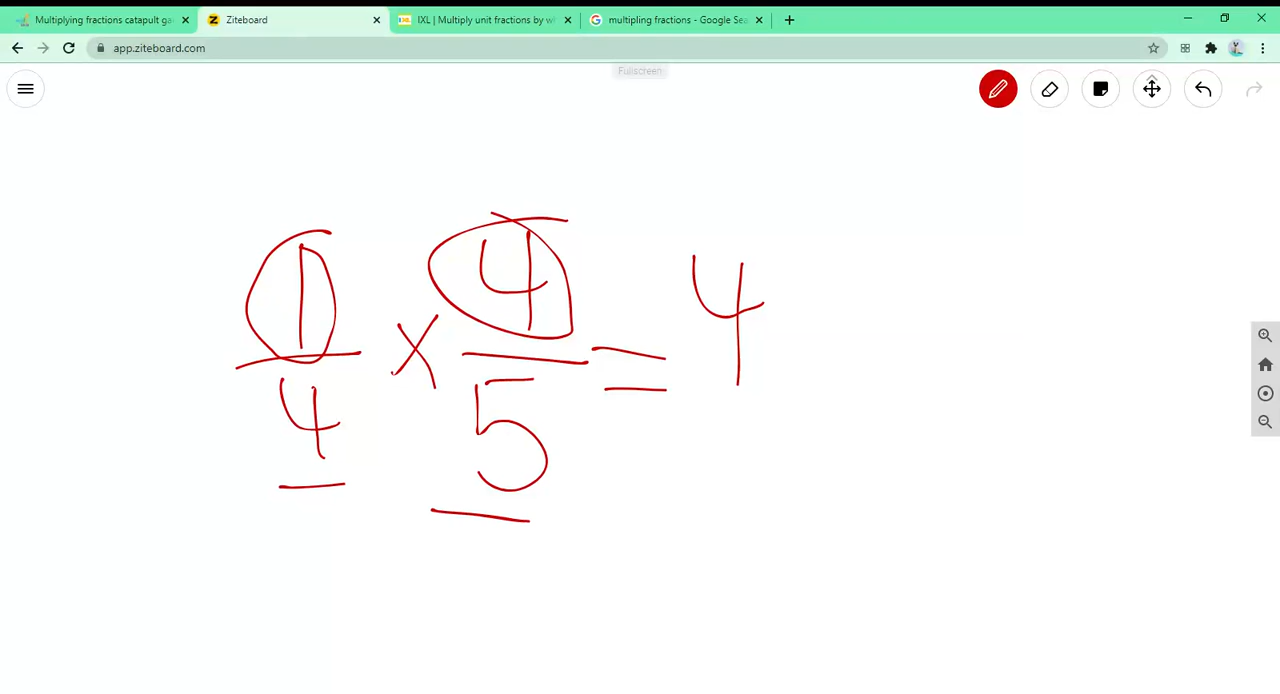 Multiplying fractions catapult ga
Ziteboard
IXL | Multiply unit fractions by w
multipling fractions - Google Sea
app.ziteboard.com
Fullscreen
1/4 x 4/5 = 4